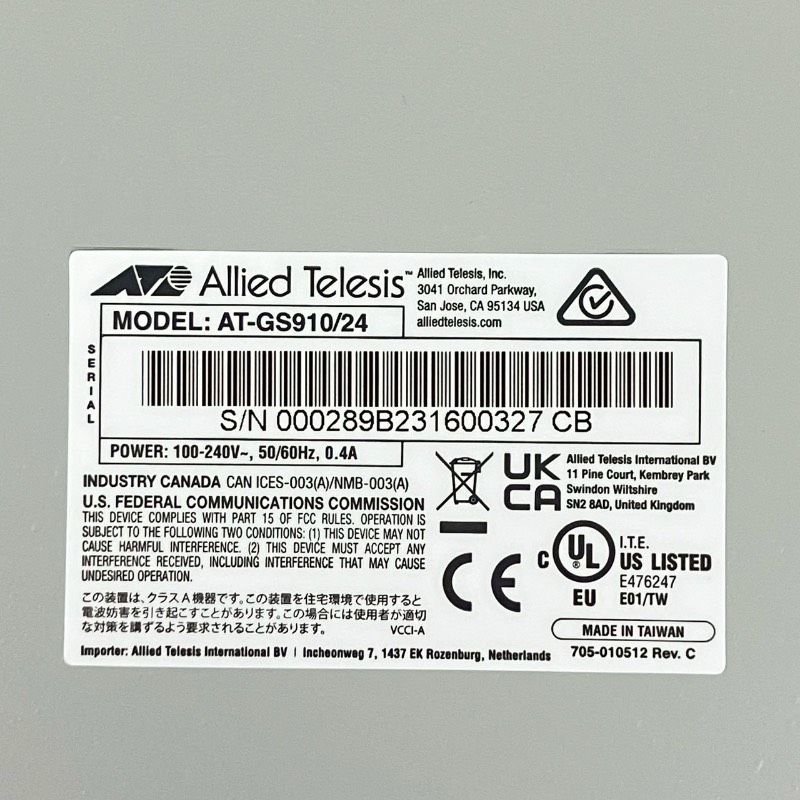 Allied Telesis™
Allied Telesis, Inc.
3041 Orchard Parkway,
San Jose, CA 95134 USA
alliedtelesis.com
MODEL: AT-GS910/24
SERIAL
S/N 000289B231600327 CB
POWER: 100-240V~, 50/60Hz, 0.4A
INDUSTRY CANADA CAN ICES-003(A)/NMB-003(A)
U.S. FEDERAL COMMUNICATIONS COMMISSION
THIS DEVICE COMPLIES WITH PART 15 OF FCC RULES. OPERATION IS
SUBJECT TO THE FOLLOWING TWO CONDITIONS: (1) THIS DEVICE MAY NOT
CAUSE HARMFUL INTERFERENCE. (2) THIS DEVICE MUST ACCEPT ANY
INTERFERENCE RECEIVED, INCLUDING INTERFERENCE THAT MAY CAUSE
UNDESIRED OPERATION.
この装置は、クラスA機器です。この装置を住宅環境で使用すると
電波妨害を引き起こすことがあります。この場合には使用者が適切
な対策を講ずるよう要求されることがあります。 VCCI-A
UK
CA
Allied Telesis International BV
11 Pine Court, Kembrey Park
Swindon Wiltshire
SN2 8AD, United Kingdom
CE
C UL ® EU
I.T.E.
US LISTED
E476247
E01/TW
MADE IN TAIWAN
Importer: Allied Telesis International BV | Incheonweg 7, 1437 EK Rozenburg, Netherlands
705-010512 Rev. C